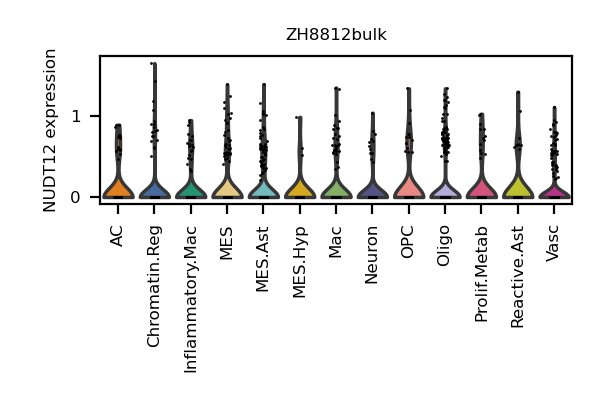 ZH8812bulk
NUDT12 expression
1
0
AC
Chromatin.Reg
Inflammatory.Mac
MES
MES.Ast
MES.Hyp
Mac
Neuron
OPC
Oligo
Prolif.Metab
Reactive.Ast
Vasc